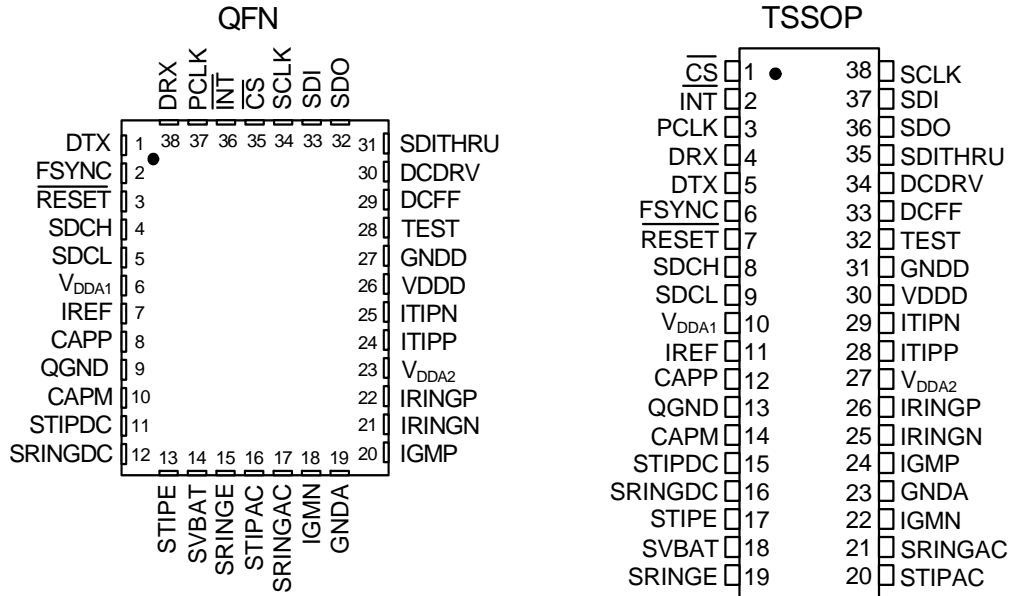 QFN
DRX
PCLK
INT
CS
SCLK
SDI
SDO
38 37 36 35 34 33 32
DTX 1
FSYNC 2
RESET 3
SDCH 4
SDCL 5
VDDA1 6
IREF 7
CAPP 8
QGND 9
CAPM 10
STIPDC 11
SRINGDC 12
31 SDITHRU
30 DCDRV
29 DCFF
28 TEST
27 GNDD
26 VDDD
25 ITIPN
24 ITIPP
23 VDDA2
22 IRINGP
21 IRINGN
20 IGMP
13 14 15 16 17 18 19
STIPE
SVBAT
SRINGE
STIPAC
SRINGAC
IGMN
GNDA
TSSOP
CS 1 38 SCLK
INT 2 37 SDI
PCLK 3 36 SDO
DRX 4 35 SDITHRU
DTX 5 34 DCDRV
FSYNC 6 33 DCFF
RESET 7 32 TEST
SDCH 8 31 GNDD
SDCL 9 30 VDDD
VDDA1 10 29 ITIPN
IREF 11 28 ITIPP
CAPP 12 27 VDDA2
QGND 13 26 IRINGP
CAPM 14 25 IRINGN
STIPDC 15 24 IGMP
SRINGDC 16 23 GNDA
STIPE 17 22 IGMN
SVBAT 18 21 SRINGAC
SRINGE 19 20 STIPAC